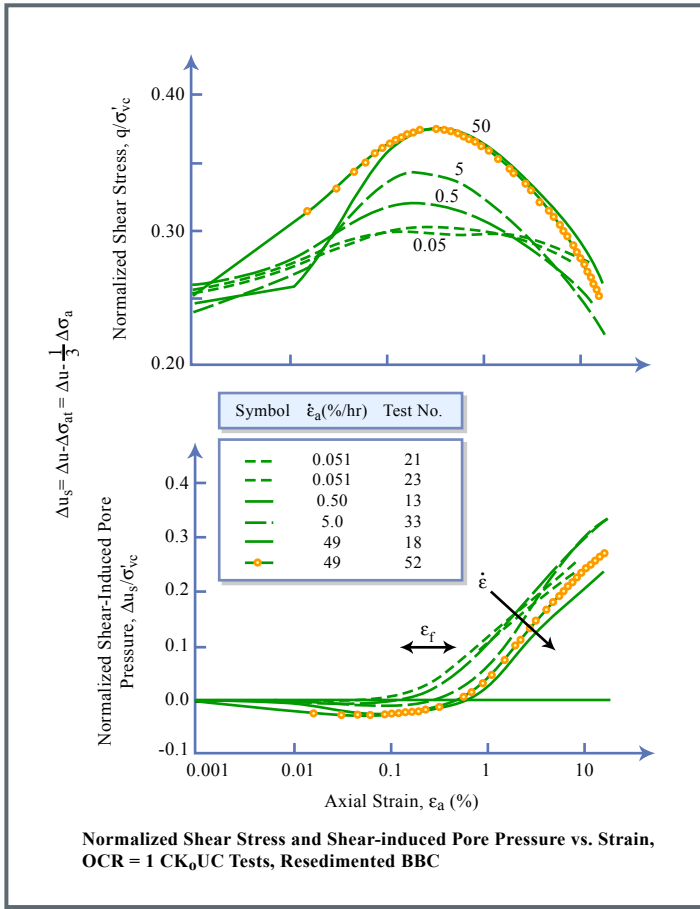 Normalized Shear Stress, q/σ'vc
0.40
0.30
0.20
50
5
0.5
0.05
Δus= Δu-Δσat = Δu-1/3 Δσa
Symbol ε̇a(%/hr) Test No.
0.051 21
0.051 23
0.50 13
5.0 33
49 18
49 52
Normalized Shear-Induced Pore
Pressure, Δus/σ'vc
0.4
0.3
0.2
0.1
0.0
-0.1
εf
ε̇
0.001 0.01 0.1 1 10
Axial Strain, εa (%)
Normalized Shear Stress and Shear-induced Pore Pressure vs. Strain,
OCR = 1 CKoUC Tests, Resedimented BBC